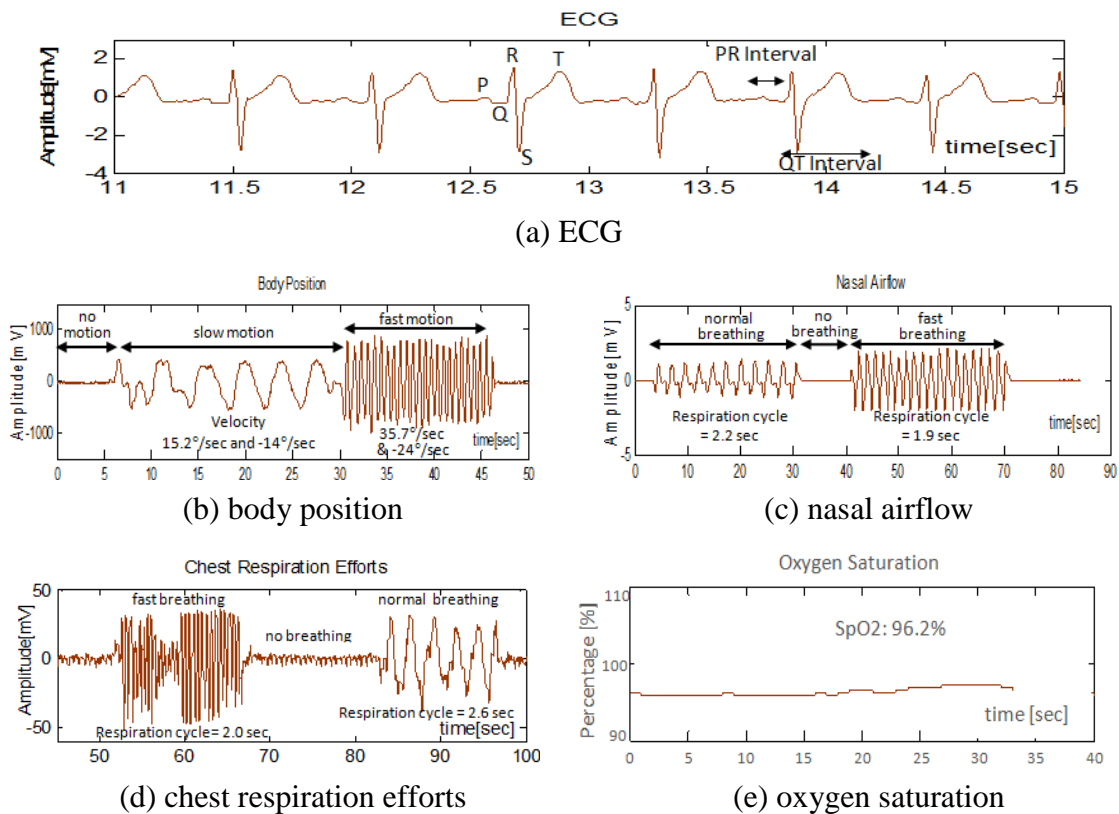 ECG
Amplitude[mV]
2
0
-2
-4
R
T
P
Q
S
PR Interval
QT Interval
time[sec]
11 11.5 12 12.5 13 13.5 14 14.5 15
(a) ECG
Body Position
Amplitude [mV]
1000
0
-1000
no
motion
slow motion
fast motion
Velocity
15.2°/sec and -14°/sec
35.7°/sec
& -24°/sec
time[sec]
0 5 10 15 20 25 30 35 40 45 50
(b) body position
Nasal Airflow
Amplitude[mV]
5
0
-5
normal
breathing
no
breathing
fast
breathing
Respiration cycle
= 2.2 sec
Respiration cycle
= 1.9 sec
time[sec]
0 10 20 30 40 50 60 70 80 90
(c) nasal airflow
Chest Respiration Efforts
Amplitude[mV]
50
0
-50
fast breathing
no breathing
normal breathing
Respiration cycle= 2.0 sec
Respiration cycle = 2.6 sec
time[sec]
50 60 70 80 90 100
(d) chest respiration efforts
Oxygen Saturation
Percentage [%]
110
100
90
SpO2: 96.2%
time [sec]
0 5 10 15 20 25 30 35 40
(e) oxygen saturation